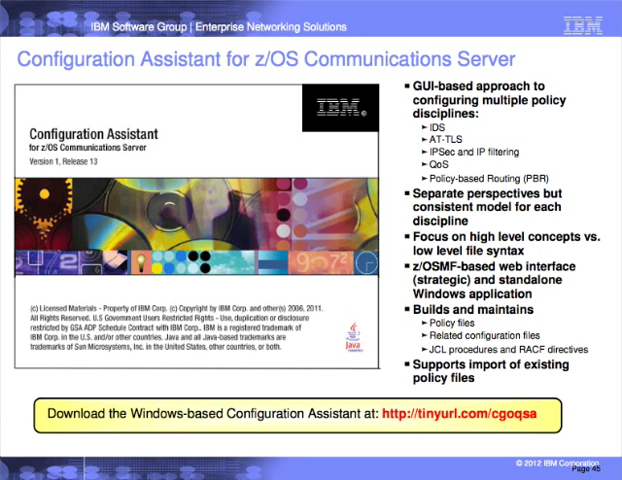 IBM Software Group | Enterprise Networking Solutions
IBM
Configuration Assistant for z/OS Communications Server
IBM®
Configuration Assistant
for z/OS Communications Server
Version 1, Release 13
(c) Licensed Materials - Property of IBM Corp. (c) Copyright by IBM Corp. and other(s) 2006, 2011.
All Rights Reserved. U.S Government Users Restricted Rights - Use, duplication or disclosure
restricted by GSA ADP Schedule Contract with IBM Corp.. IBM is a registered trademark of
IBM Corp. in the U.S. and/or other countries. Java and all Java-based trademarks are
trademarks of Sun Microsystems, Inc. in the United States, other countries, or both.
Java
▪ GUI-based approach to
configuring multiple policy
disciplines:
► IDS
► AT-TLS
► IPSec and IP filtering
► QoS
► Policy-based Routing (PBR)
▪ Separate perspectives but
consistent model for each
discipline
▪ Focus on high level concepts vs.
low level file syntax
▪ z/OSMF-based web interface
(strategic) and standalone
Windows application
▪ Builds and maintains
► Policy files
► Related configuration files
► JCL procedures and RACF directives
▪ Supports import of existing
policy files
Download the Windows-based Configuration Assistant at: http://tinyurl.com/cgoqsa
© 2012 IBM Corporation
Page 45